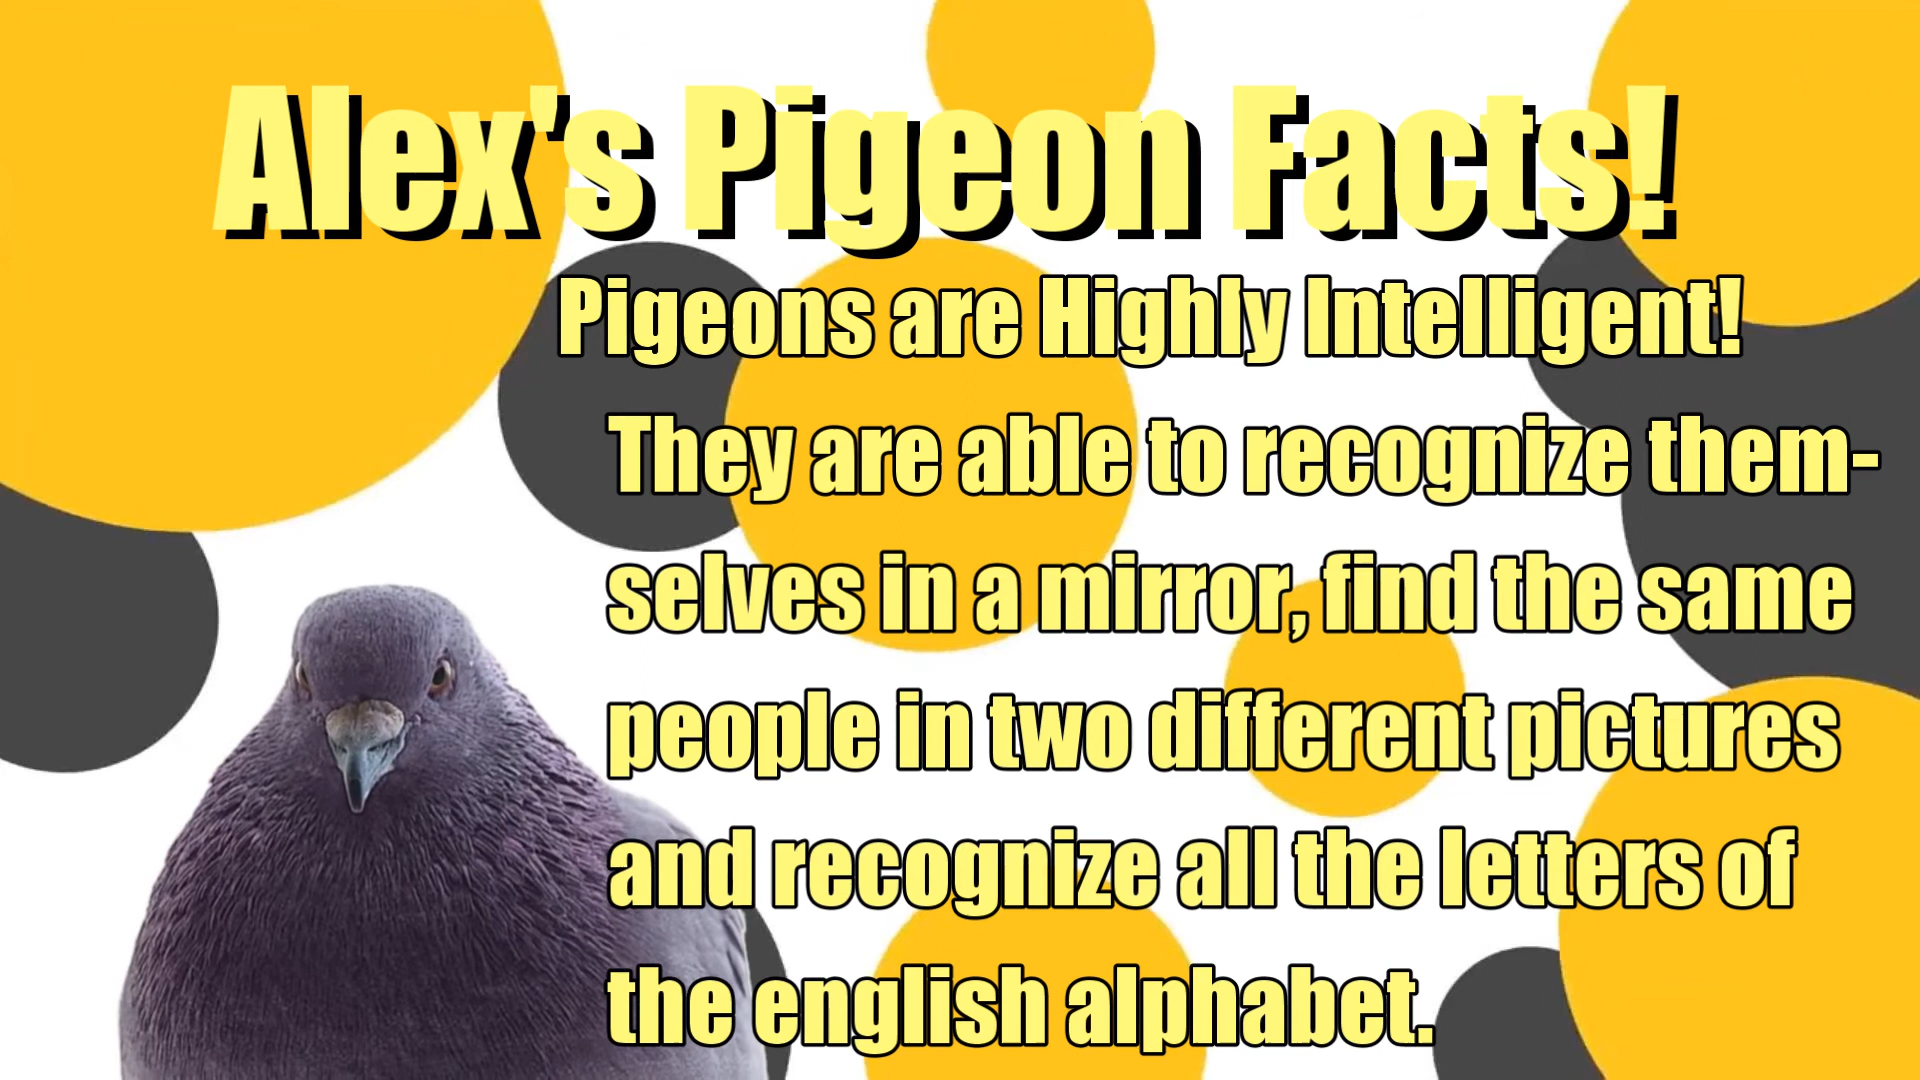 Alex's Pigeon Facts!
Pigeons are Highly Intelligent!
They are able to recognize them-
selves in a mirror, find the same
people in two different pictures
and recognize all the letters of
the english alphabet.